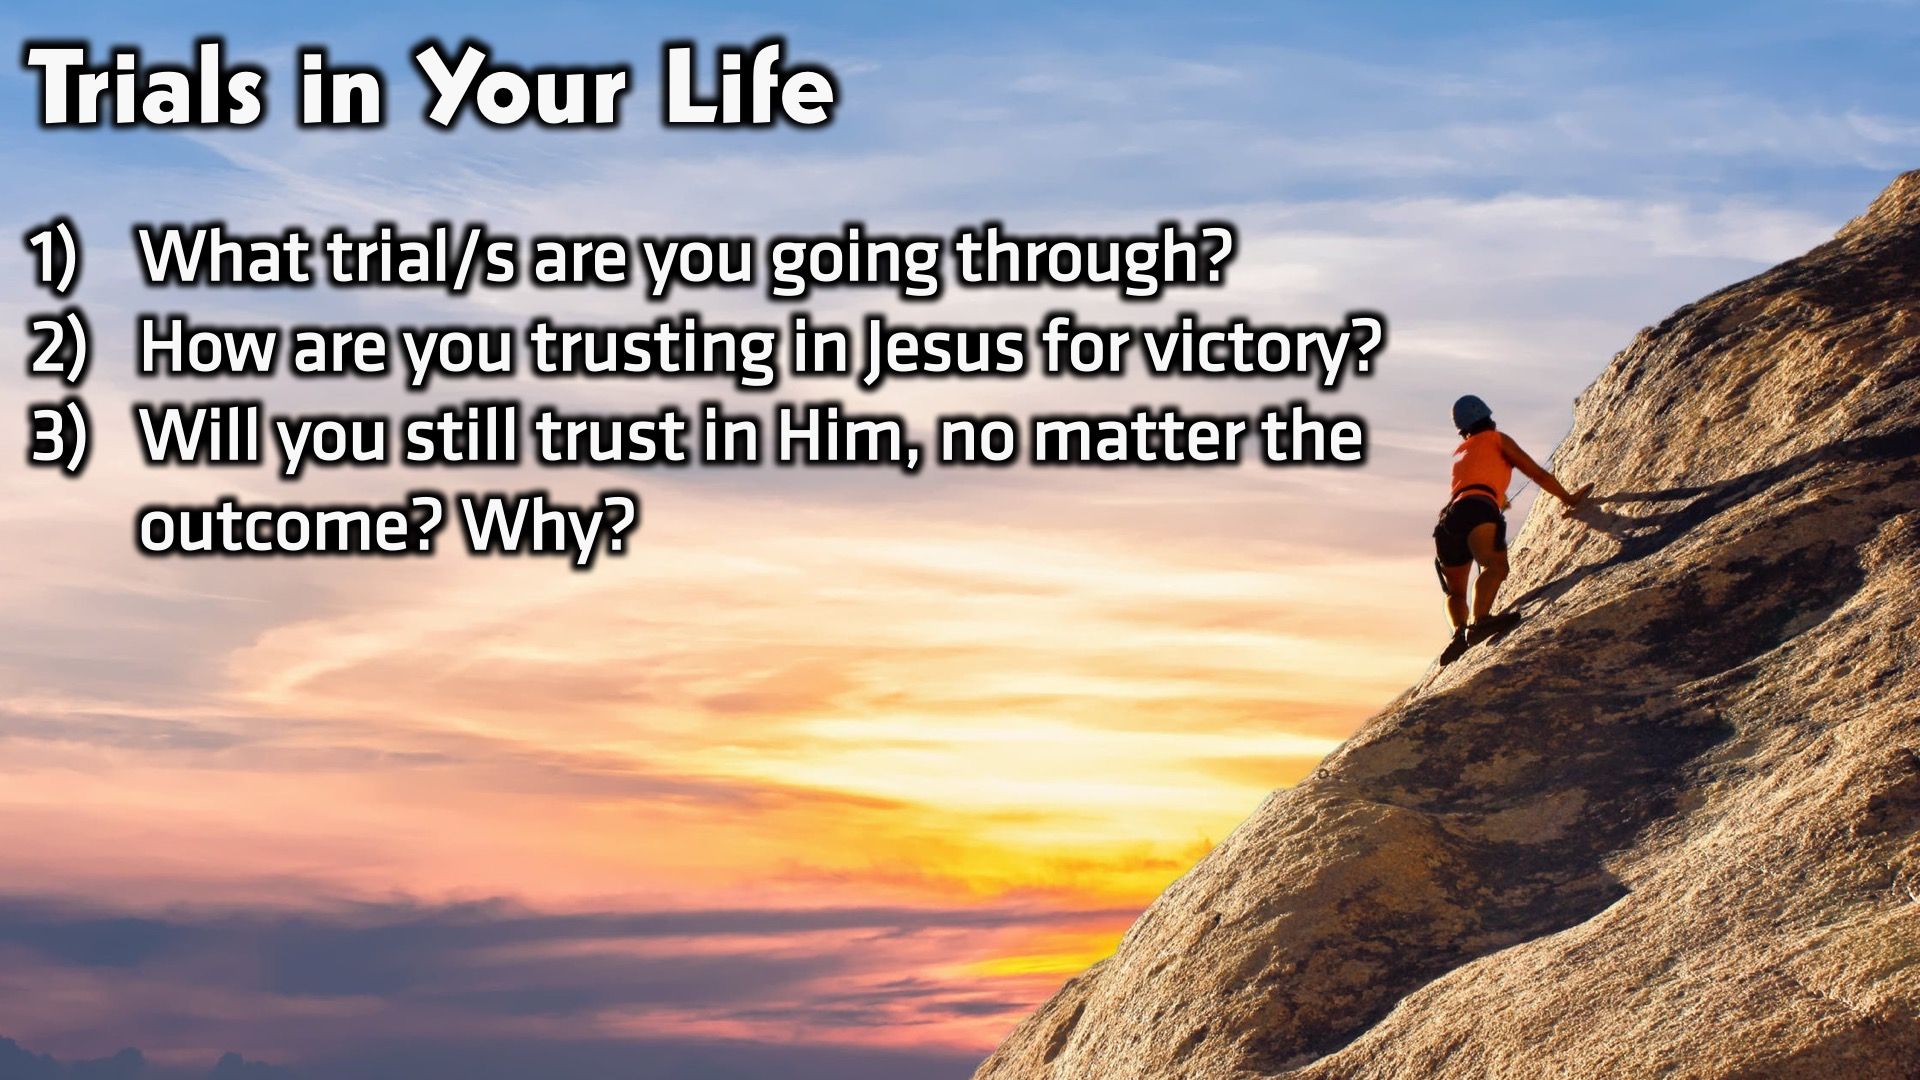 Trials in Your Life
1) What trial/s are you going through?
2) How are you trusting in Jesus for victory?
3) Will you still trust in Him, no matter the
outcome? Why?